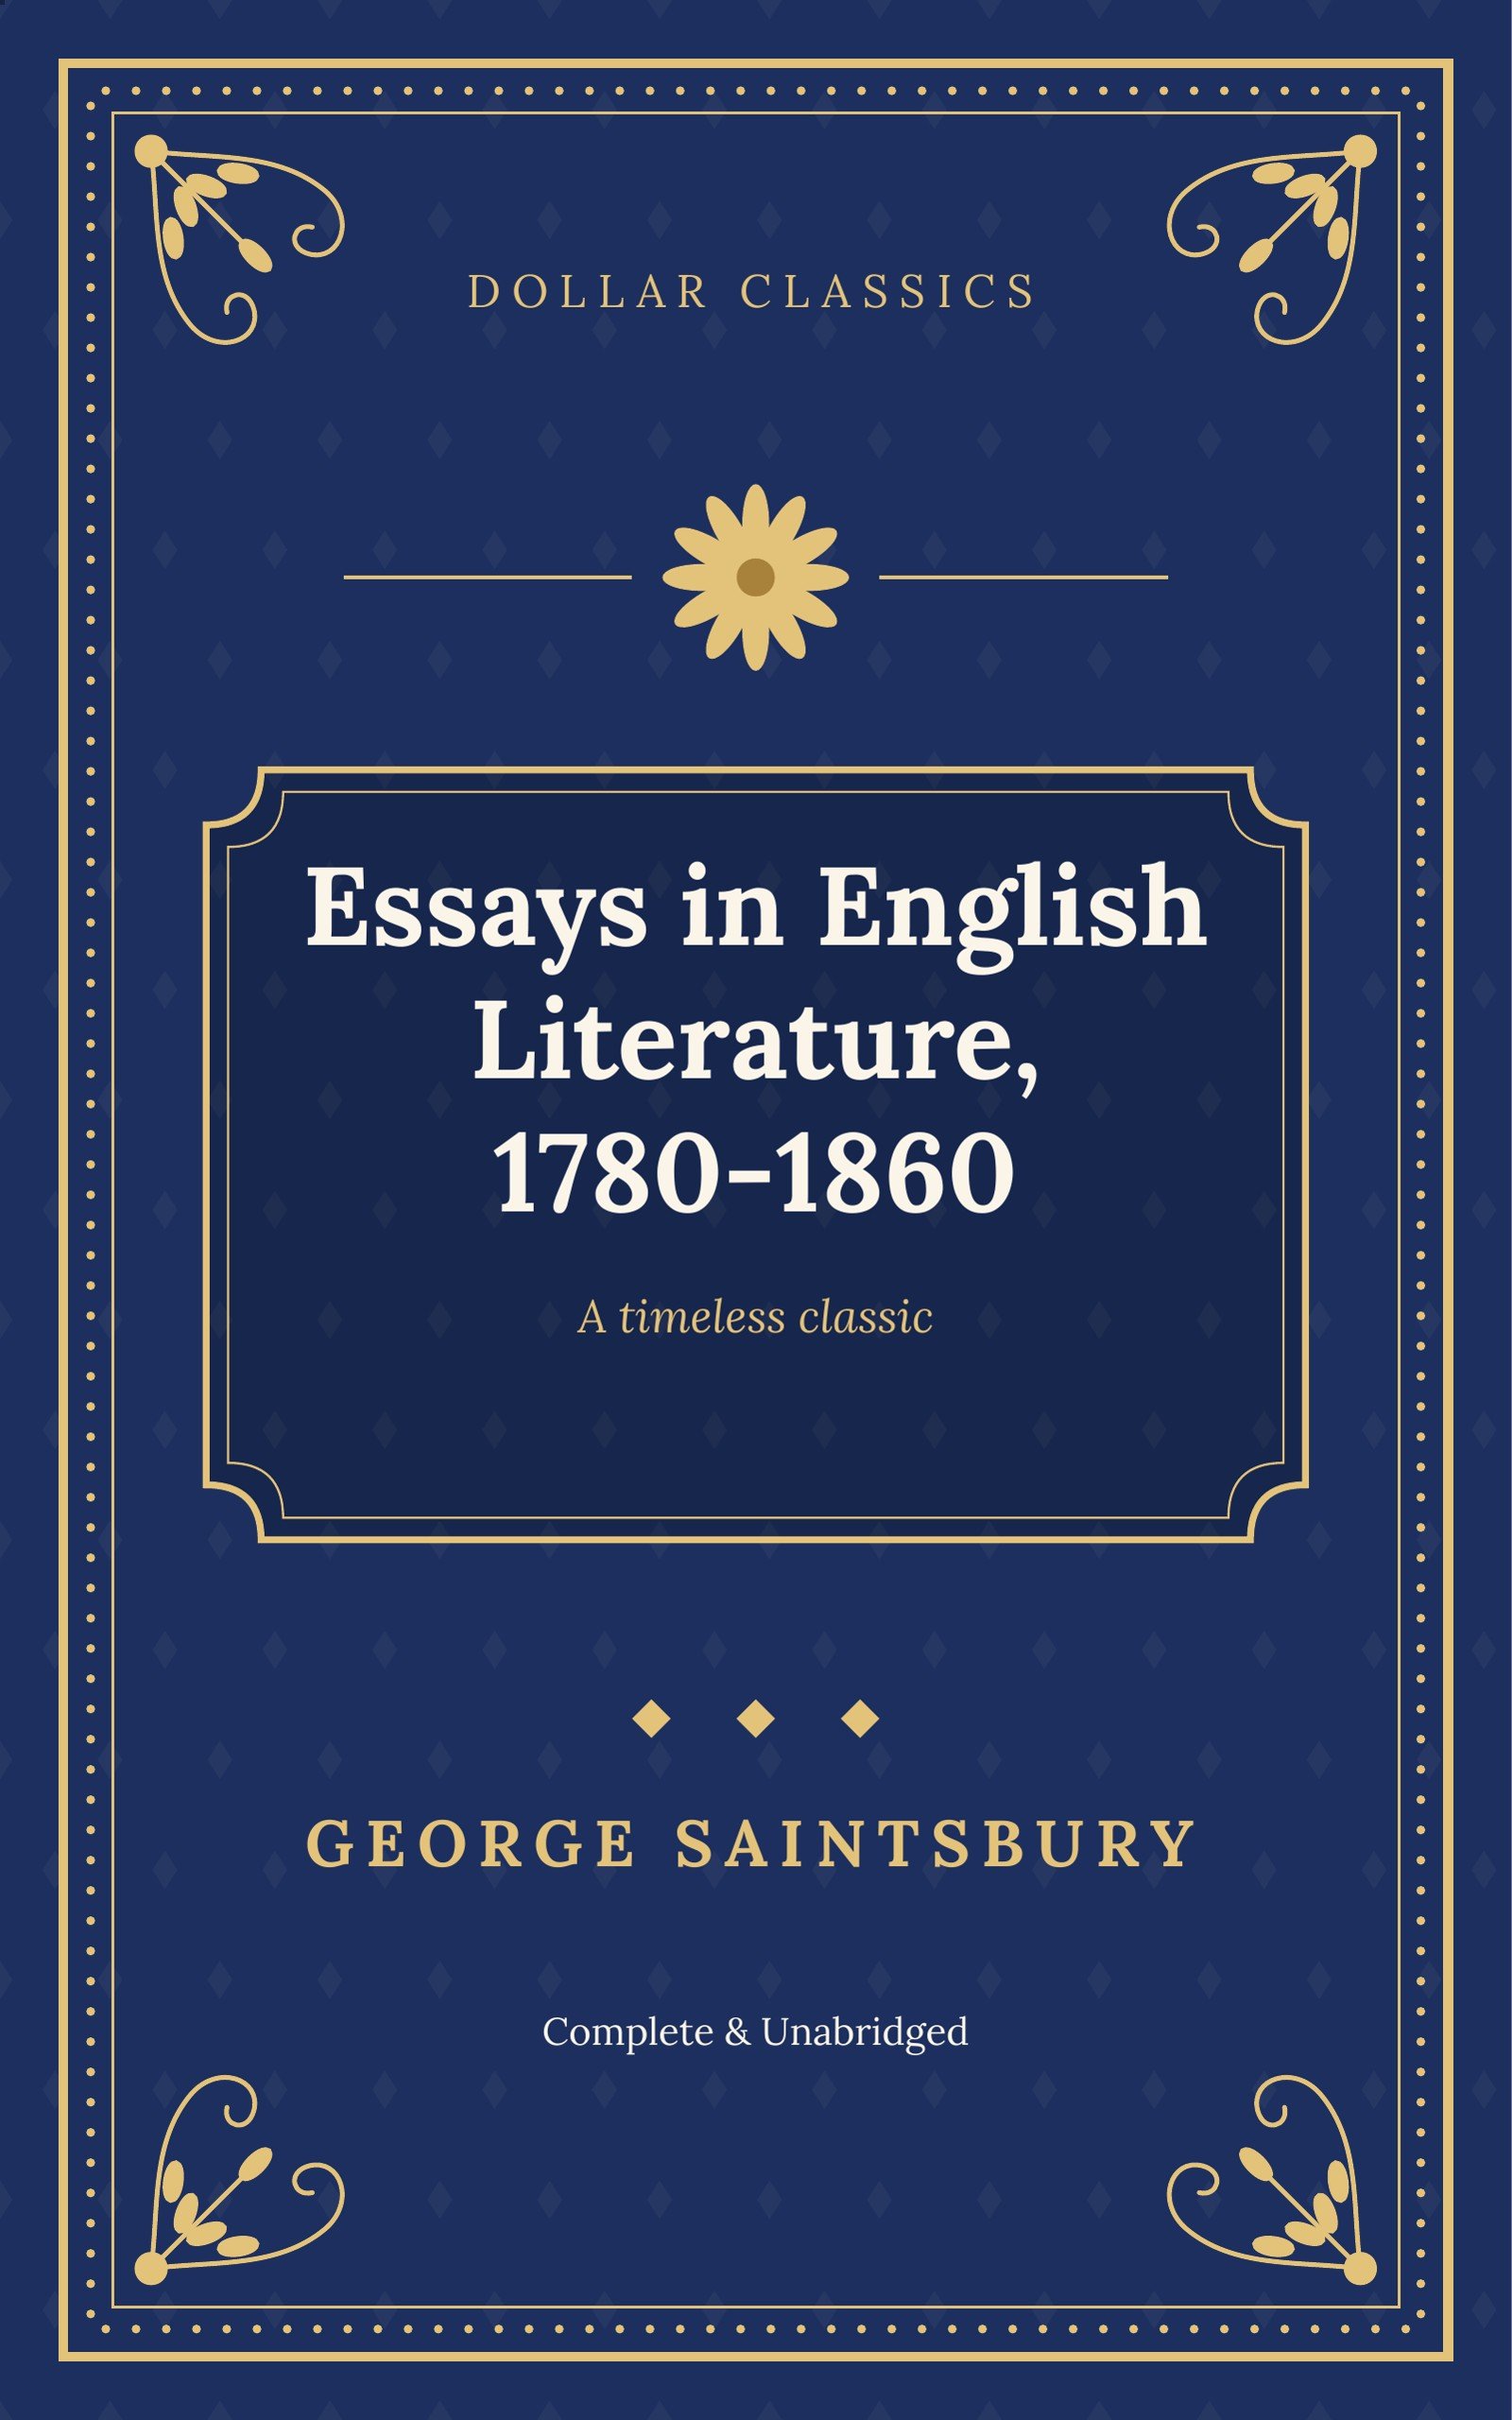 DOLLAR CLASSICS
Essays in English
Literature,
1780-1860
A timeless classic
GEORGE SAINTSBURY
Complete & Unabridged